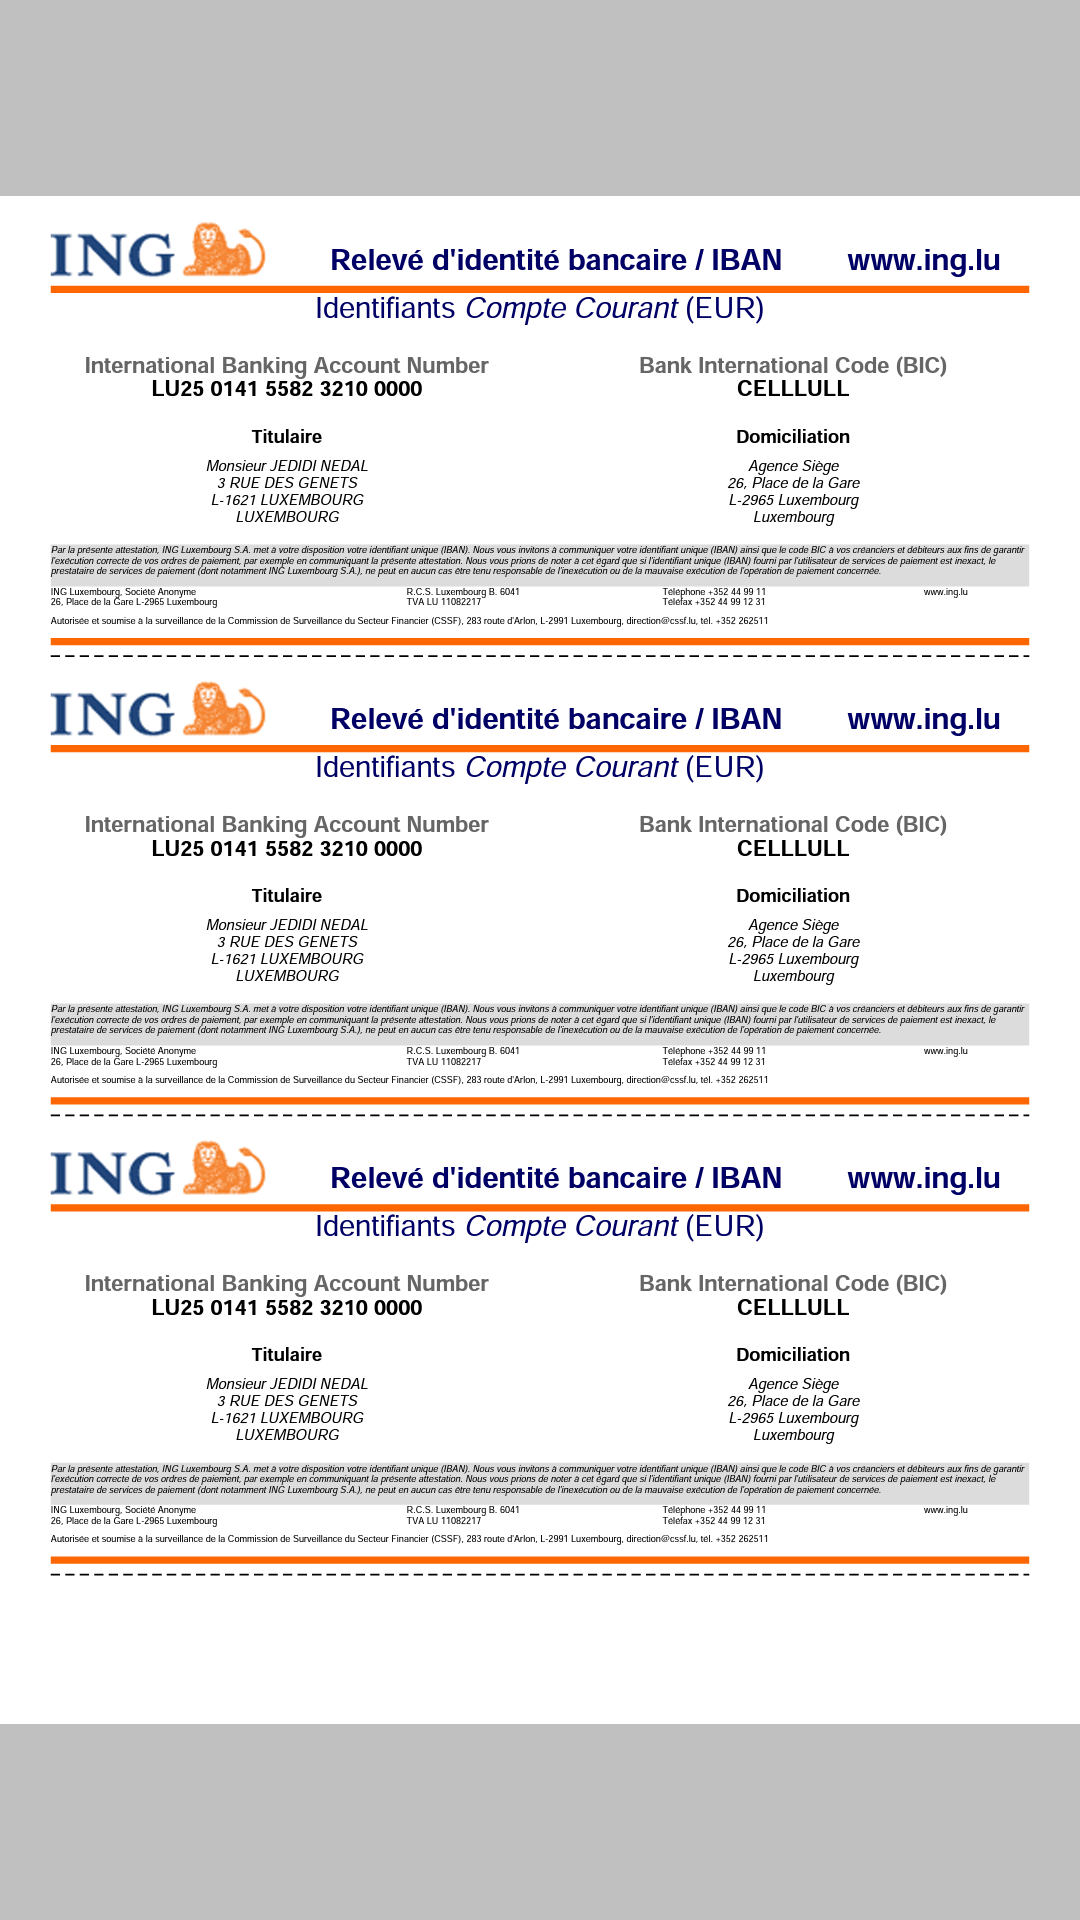 ING Relevé d'identité bancaire / IBAN www.ing.lu
Identifiants Compte Courant (EUR)
International Banking Account Number Bank International Code (BIC)
LU25 0141 5582 3210 0000 CELLLULL
Titulaire Domiciliation
Monsieur JEDIDI NEDAL Agence Siège
3 RUE DES GENETS 26, Place de la Gare
L-1621 LUXEMBOURG L-2965 Luxembourg
LUXEMBOURG Luxembourg
Par la présente attestation, ING Luxembourg S.A. met à votre disposition votre identifiant unique (IBAN). Nous vous invitons à communiquer votre identifiant unique (IBAN) ainsi que le code BIC à vos créanciers et débiteurs aux fins de garantir
l'exécution correcte de vos ordres de paiement, par exemple en communiquant la présente attestation. Nous vous prions de noter à cet égard que si l'identifiant unique (IBAN) fourni par l'utilisateur de services de paiement est inexact, le
prestataire de services de paiement (dont notamment ING Luxembourg S.A.), ne peut en aucun cas être tenu responsable de l'inexécution ou de la mauvaise exécution de l'opération de paiement concernée.
ING Luxembourg, Société Anonyme R.C.S. Luxembourg B. 6041 Téléphone +352 44 99 11 www.ing.lu
26, Place de la Gare L-2965 Luxembourg TVA LU 11082217 Téléfax +352 44 99 12 31
Autorisée et soumise à la surveillance de la Commission de Surveillance du Secteur Financier (CSSF), 283 route d'Arlon, L-2991 Luxembourg, direction@cssf.lu, tél. +352 262511
ING Relevé d'identité bancaire / IBAN www.ing.lu
Identifiants Compte Courant (EUR)
International Banking Account Number Bank International Code (BIC)
LU25 0141 5582 3210 0000 CELLLULL
Titulaire Domiciliation
Monsieur JEDIDI NEDAL Agence Siège
3 RUE DES GENETS 26, Place de la Gare
L-1621 LUXEMBOURG L-2965 Luxembourg
LUXEMBOURG Luxembourg
Par la présente attestation, ING Luxembourg S.A. met à votre disposition votre identifiant unique (IBAN). Nous vous invitons à communiquer votre identifiant unique (IBAN) ainsi que le code BIC à vos créanciers et débiteurs aux fins de garantir
l'exécution correcte de vos ordres de paiement, par exemple en communiquant la présente attestation. Nous vous prions de noter à cet égard que si l'identifiant unique (IBAN) fourni par l'utilisateur de services de paiement est inexact, le
prestataire de services de paiement (dont notamment ING Luxembourg S.A.), ne peut en aucun cas être tenu responsable de l'inexécution ou de la mauvaise exécution de l'opération de paiement concernée.
ING Luxembourg, Société Anonyme R.C.S. Luxembourg B. 6041 Téléphone +352 44 99 11 www.ing.lu
26, Place de la Gare L-2965 Luxembourg TVA LU 11082217 Téléfax +352 44 99 12 31
Autorisée et soumise à la surveillance de la Commission de Surveillance du Secteur Financier (CSSF), 283 route d'Arlon, L-2991 Luxembourg, direction@cssf.lu, tél. +352 262511
ING Relevé d'identité bancaire / IBAN www.ing.lu
Identifiants Compte Courant (EUR)
International Banking Account Number Bank International Code (BIC)
LU25 0141 5582 3210 0000 CELLLULL
Titulaire Domiciliation
Monsieur JEDIDI NEDAL Agence Siège
3 RUE DES GENETS 26, Place de la Gare
L-1621 LUXEMBOURG L-2965 Luxembourg
LUXEMBOURG Luxembourg
Par la présente attestation, ING Luxembourg S.A. met à votre disposition votre identifiant unique (IBAN). Nous vous invitons à communiquer votre identifiant unique (IBAN) ainsi que le code BIC à vos créanciers et débiteurs aux fins de garantir
l'exécution correcte de vos ordres de paiement, par exemple en communiquant la présente attestation. Nous vous prions de noter à cet égard que si l'identifiant unique (IBAN) fourni par l'utilisateur de services de paiement est inexact, le
prestataire de services de paiement (dont notamment ING Luxembourg S.A.), ne peut en aucun cas être tenu responsable de l'inexécution ou de la mauvaise exécution de l'opération de paiement concernée.
ING Luxembourg, Société Anonyme R.C.S. Luxembourg B. 6041 Téléphone +352 44 99 11 www.ing.lu
26, Place de la Gare L-2965 Luxembourg TVA LU 11082217 Téléfax +352 44 99 12 31
Autorisée et soumise à la surveillance de la Commission de Surveillance du Secteur Financier (CSSF), 283 route d'Arlon, L-2991 Luxembourg, direction@cssf.lu, tél. +352 262511